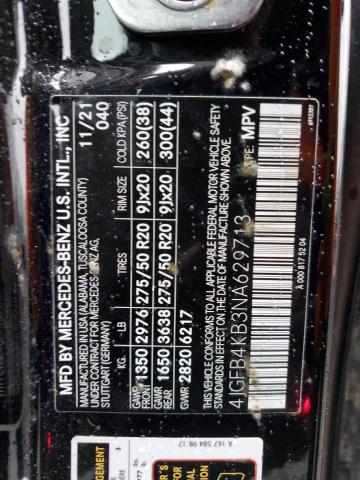 MFD BY MERCEDES-BENZ U.S. INTL., INC
MANUFACTURED IN USA (ALABAMA, TUSCALOOSA COUNTY)
UNDER CONTRACT FOR MERCEDES-BENZ AG,
STUTTGART (GERMANY)
11/21
040
KG LB TIRES RIM SIZE COLD KPA(PSI)
GAWR F 1350 2976 275/50 R20 9Jx20 260(38)
GAWR R 1650 3638 275/50 R20 9Jx20 300(44)
GVWR 2820 6217
THIS VEHICLE CONFORMS TO ALL APPLICABLE FEDERAL MOTOR VEHICLE SAFETY
STANDARDS IN EFFECT ON THE DATE OF MANUFACTURE SHOWN ABOVE.
4JGFB4KB3NA629713
TYPE: MPV
A 000 817 52 04
A 167 584 98 17